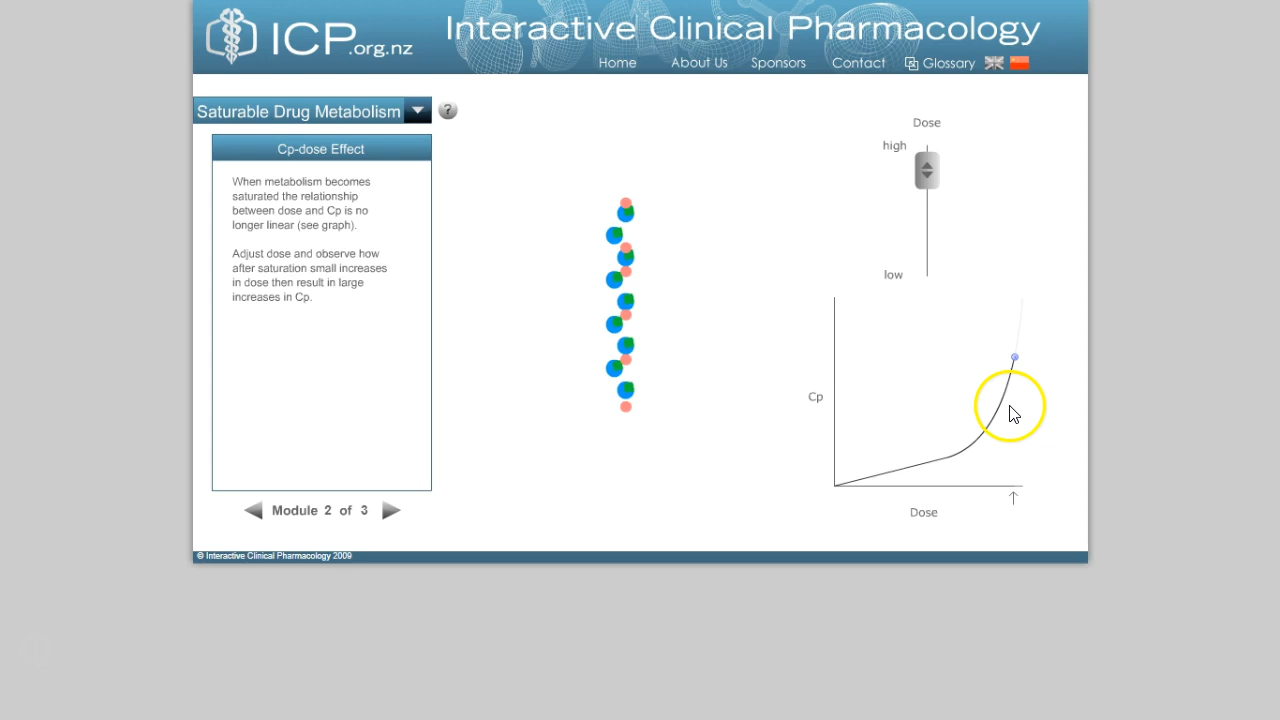 ICP.org.nz
Interactive Clinical Pharmacology
Home About Us Sponsors Contact Glossary
Saturable Drug Metabolism ?
Cp-dose Effect
When metabolism becomes
saturated the relationship
between dose and Cp is no
longer linear (see graph).
Adjust dose and observe how
after saturation small increases
in dose then result in large
increases in Cp.
Module 2 of 3
Dose
high
low
Cp
Dose
© Interactive Clinical Pharmacology 2009